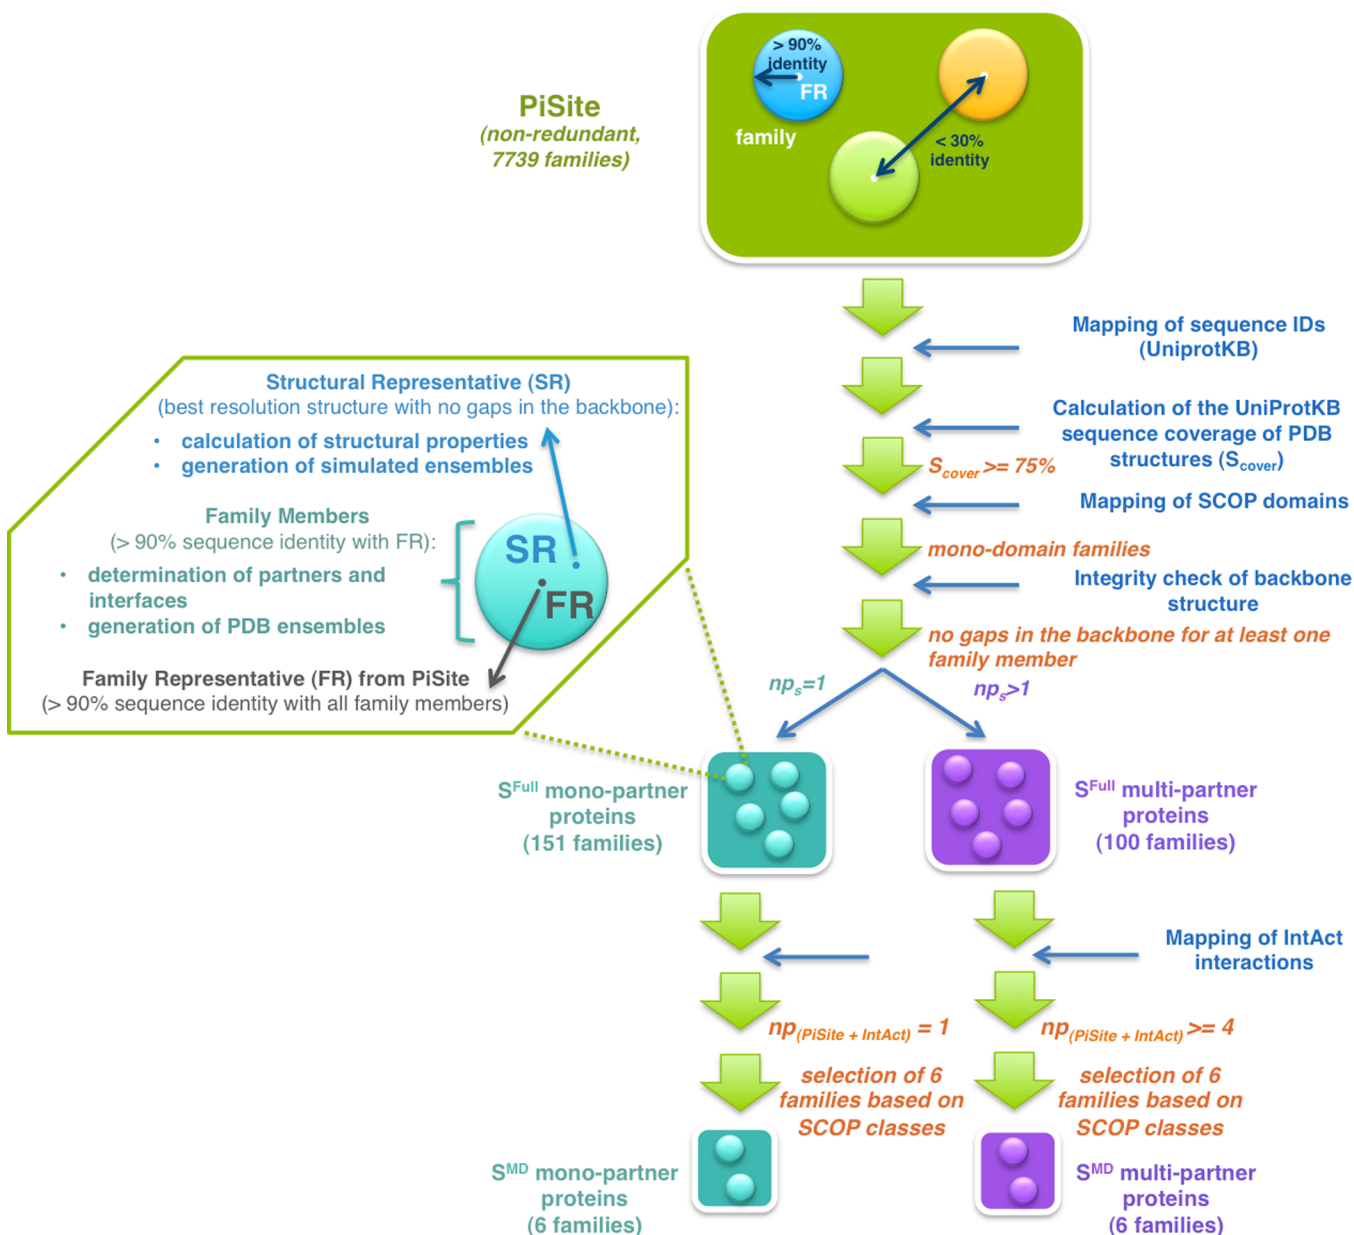 > 90%
identity
FR
family
< 30%
identity
PiSite
(non-redundant,
7739 families)
Mapping of sequence IDs
(UniprotKB)
Calculation of the UniProtKB
sequence coverage of PDB
structures (Scover)
Scover >= 75%
Mapping of SCOP domains
mono-domain families
Integrity check of backbone
structure
no gaps in the backbone for at least one
family member
Structural Representative (SR)
(best resolution structure with no gaps in the backbone):
• calculation of structural properties
• generation of simulated ensembles
Family Members
(> 90% sequence identity with FR):
• determination of partners and
interfaces
• generation of PDB ensembles
SR
FR
Family Representative (FR) from PiSite
(> 90% sequence identity with all family members)
nps=1
nps>1
SFull mono-partner
proteins
(151 families)
SFull multi-partner
proteins
(100 families)
Mapping of IntAct
interactions
np(PiSite + IntAct) = 1
np(PiSite + IntAct) >= 4
selection of 6
families based on
SCOP classes
selection of 6
families based on
SCOP classes
SMD mono-partner
proteins
(6 families)
SMD multi-partner
proteins
(6 families)